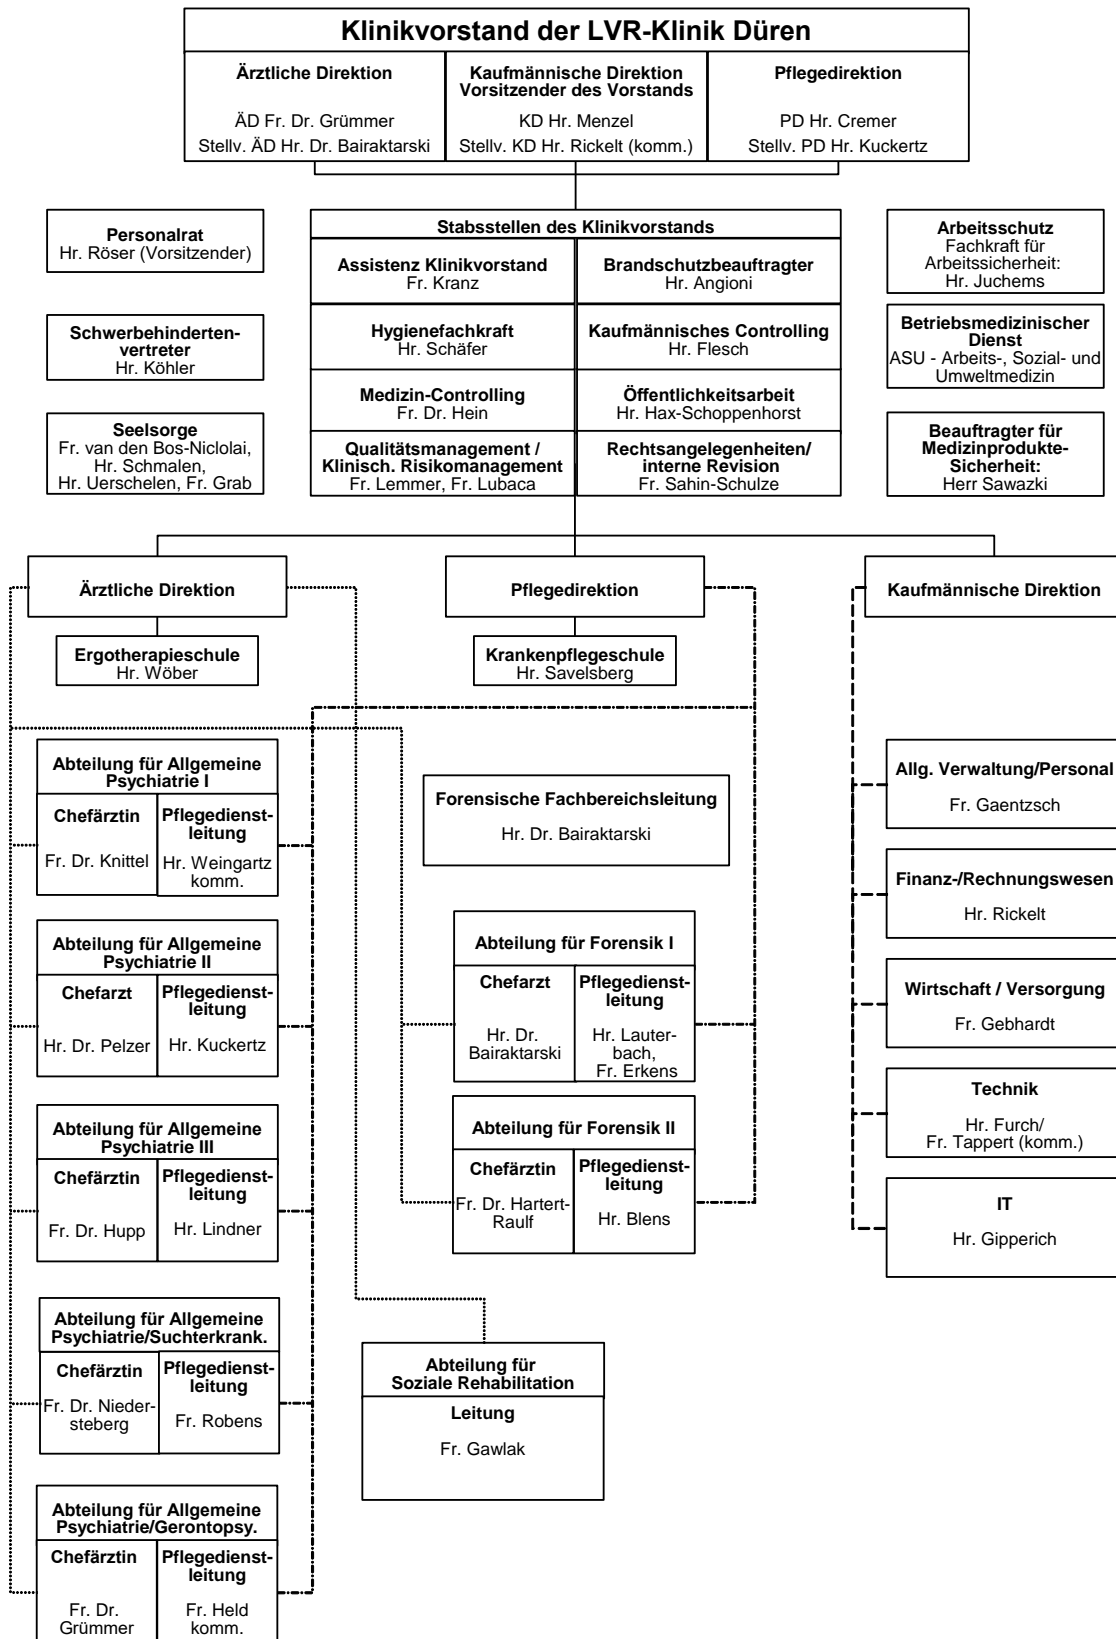 Klinikvorstand der LVR-Klinik Düren
Ärztliche Direktion
ÄD Fr. Dr. Grümmer
Stellv. ÄD Hr. Dr. Bairaktarski
Kaufmännische Direktion
Vorsitzender des Vorstands
KD Hr. Menzel
Stellv. KD Hr. Rickelt (komm.)
Pflegedirektion
PD Hr. Cremer
Stellv. PD Hr. Kuckertz
Personalrat
Hr. Röser (Vorsitzender)
Schwerbehinderten-
vertreter
Hr. Köhler
Seelsorge
Fr. van den Bos-Niclolai,
Hr. Schmalen,
Hr. Uerschelen, Fr. Grab
Stabsstellen des Klinikvorstands
Assistenz Klinikvorstand
Fr. Kranz
Brandschutzbeauftragter
Hr. Angioni
Hygienefachkraft
Hr. Schäfer
Kaufmännisches Controlling
Hr. Flesch
Medizin-Controlling
Fr. Dr. Hein
Öffentlichkeitsarbeit
Hr. Hax-Schoppenhorst
Qualitätsmanagement /
Klinisch. Risikomanagement
Fr. Lemmer, Fr. Lubaca
Rechtsangelegenheiten/
interne Revision
Fr. Sahin-Schulze
Arbeitsschutz
Fachkraft für
Arbeitssicherheit:
Hr. Juchems
Betriebsmedizinischer
Dienst
ASU - Arbeits-, Sozial- und
Umweltmedizin
Beauftragter für
Medizinprodukte-
Sicherheit:
Herr Sawazki
Ärztliche Direktion
Pflegedirektion
Kaufmännische Direktion
Ergotherapieschule
Hr. Wöber
Krankenpflegeschule
Hr. Savelsberg
Abteilung für Allgemeine
Psychiatrie I
Chefärztin
Fr. Dr. Knittel
Pflegedienst-
leitung
Hr. Weingartz
komm.
Abteilung für Allgemeine
Psychiatrie II
Chefarzt
Hr. Dr. Pelzer
Pflegedienst-
leitung
Hr. Kuckertz
Abteilung für Allgemeine
Psychiatrie III
Chefärztin
Fr. Dr. Hupp
Pflegedienst-
leitung
Hr. Lindner
Abteilung für Allgemeine
Psychiatrie/Suchterkrank.
Chefärztin
Fr. Dr. Nieder-
steberg
Pflegedienst-
leitung
Fr. Robens
Abteilung für Allgemeine
Psychiatrie/Gerontopsy.
Chefärztin
Fr. Dr.
Grümmer
Pflegedienst-
leitung
Fr. Held
komm.
Forensische Fachbereichsleitung
Hr. Dr. Bairaktarski
Abteilung für Forensik I
Chefarzt
Hr. Dr.
Bairaktarski
Pflegedienst-
leitung
Hr. Lauter-
bach,
Fr. Erkens
Abteilung für Forensik II
Chefärztin
Fr. Dr. Hartert-
Raulf
Pflegedienst-
leitung
Hr. Blens
Abteilung für
Soziale Rehabilitation
Leitung
Fr. Gawlak
Allg. Verwaltung/Personal
Fr. Gaentzsch
Finanz-/Rechnungswesen
Hr. Rickelt
Wirtschaft / Versorgung
Fr. Gebhardt
Technik
Hr. Furch/
Fr. Tappert (komm.)
IT
Hr. Gipperich